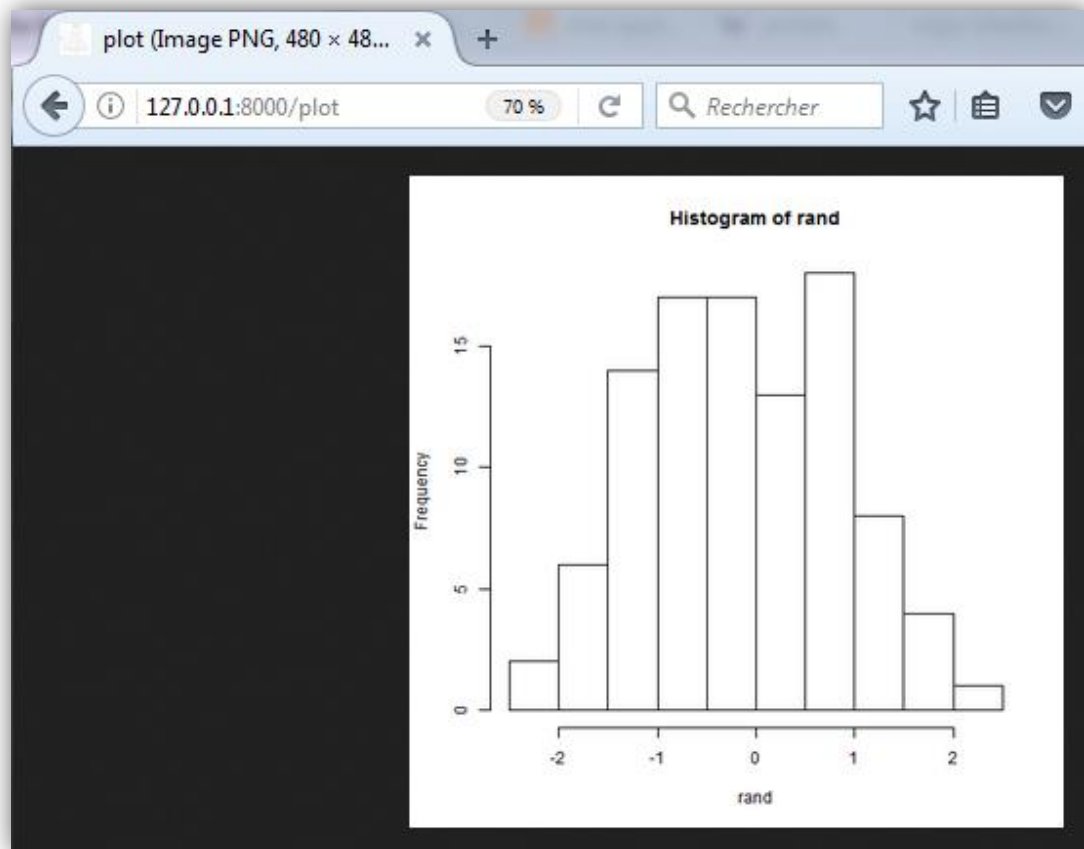 plot (Image PNG, 480 × 48...
127.0.0.1:8000/plot
70 %
Rechercher
Histogram of rand
Frequency
15
10
5
0
-2 -1 0 1 2
rand